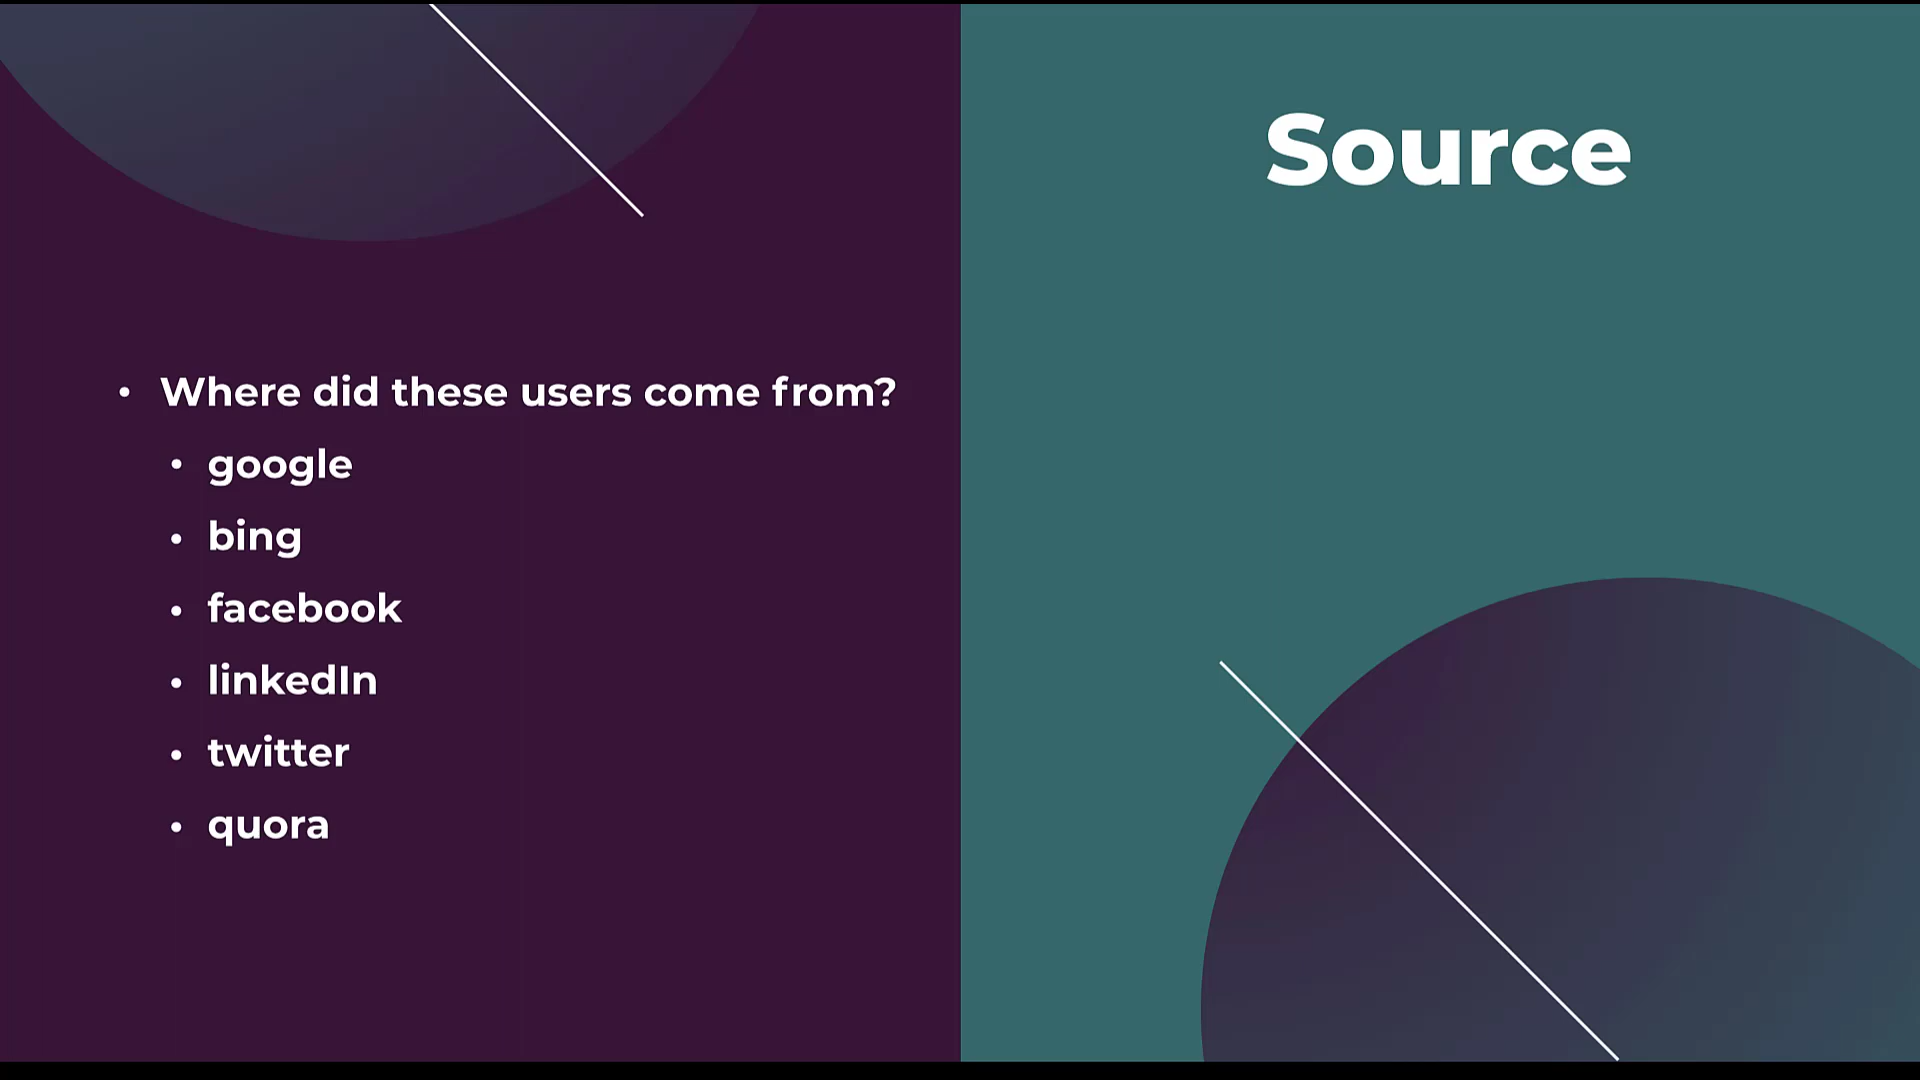 Source
• Where did these users come from?
• google
• bing
• facebook
• linkedIn
• twitter
• quora